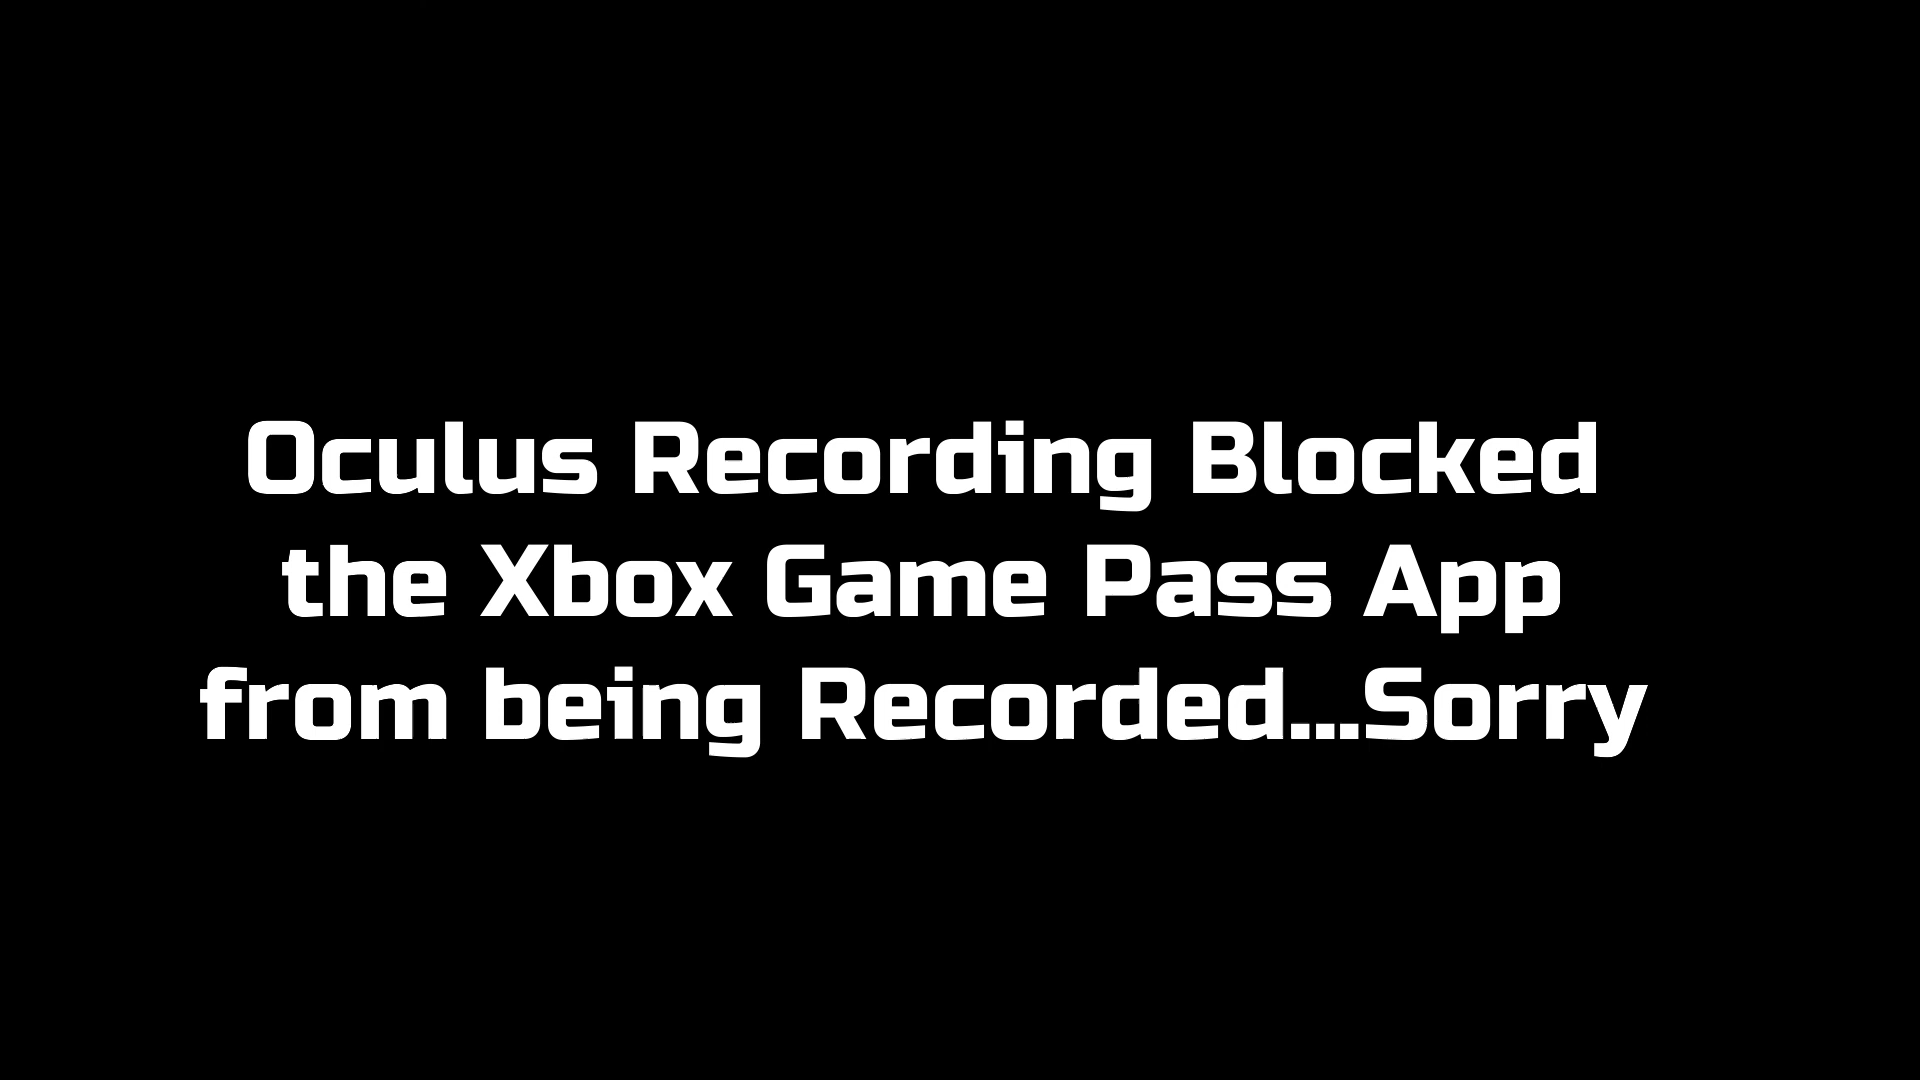 Oculus Recording Blocked
the Xbox Game Pass App
from being Recorded...Sorry